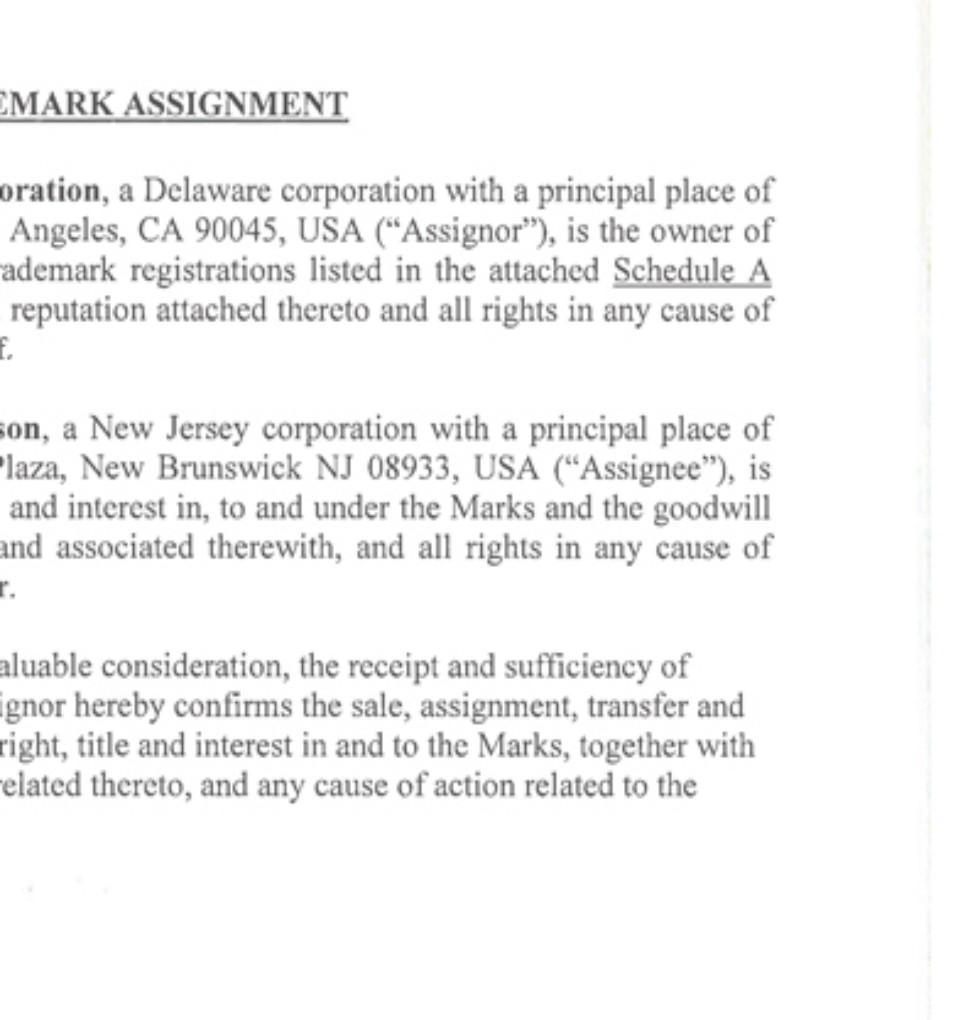 EMARK ASSIGNMENT
oration, a Delaware corporation with a principal place of
Angeles, CA 90045, USA (“Assignor”), is the owner of
rademark registrations listed in the attached Schedule A
reputation attached thereto and all rights in any cause of
f.
son, a New Jersey corporation with a principal place of
Plaza, New Brunswick NJ 08933, USA (“Assignee”), is
and interest in, to and under the Marks and the goodwill
and associated therewith, and all rights in any cause of
r.
aluable consideration, the receipt and sufficiency of
ignor hereby confirms the sale, assignment, transfer and
right, title and interest in and to the Marks, together with
elated thereto, and any cause of action related to the